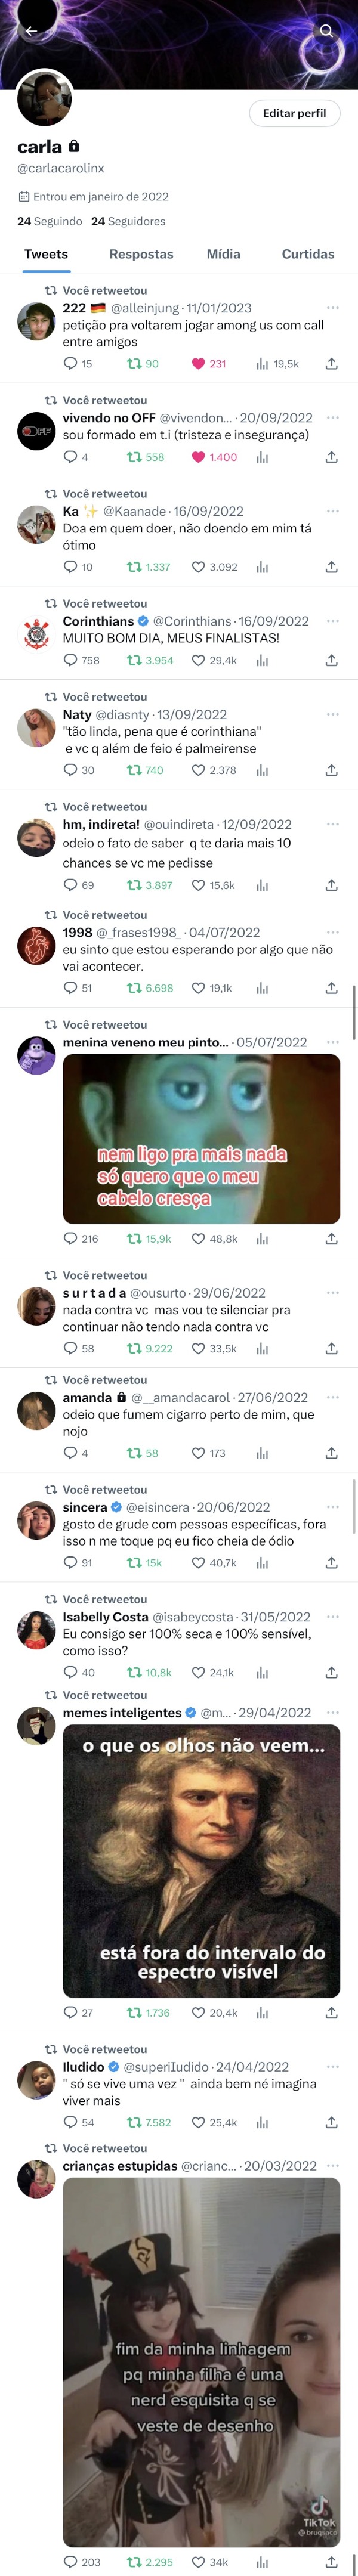 Editar perfil
carla 🔒
@carlacarolinx
Entrou em janeiro de 2022
24 Seguindo 24 Seguidores
Tweets Respostas Mídia Curtidas
Você retweetou
222 🇩🇪 @alleinjung · 11/01/2023
petição pra voltarem jogar among us com call
entre amigos
15 90 231 19,5k
Você retweetou
vivendo no OFF @vivendon... · 20/09/2022
OFF
sou formado em t.i (tristeza e insegurança)
4 558 1.400
Você retweetou
Ka ✨ @Kaanade · 16/09/2022
Doa em quem doer, não doendo em mim tá
ótimo
10 1.337 3.092
Você retweetou
Corinthians @Corinthians · 16/09/2022
MUITO BOM DIA, MEUS FINALISTAS!
758 3.954 29,4k
Você retweetou
Naty @diasnty · 13/09/2022
"tão linda, pena que é corinthiana"
e vc q além de feio é palmeirense
30 740 2.378
Você retweetou
hm, indireta! @ouindireta · 12/09/2022
odeio o fato de saber q te daria mais 10
chances se vc me pedisse
69 3.897 15,6k
Você retweetou
1998 @_frases1998_ · 04/07/2022
eu sinto que estou esperando por algo que não
vai acontecer.
51 6.698 19,1k
Você retweetou
menina veneno meu pinto... · 05/07/2022
nem ligo pra mais nada
só quero que o meu
cabelo cresça
216 15,9k 48,8k
Você retweetou
s u r t a d a @ousurto · 29/06/2022
nada contra vc mas vou te silenciar pra
continuar não tendo nada contra vc
58 9.222 33,5k
Você retweetou
amanda 🔒 @__amandacarol · 27/06/2022
odeio que fumem cigarro perto de mim, que
nojo
4 58 173
Você retweetou
sincera @eisincera · 20/06/2022
gosto de grude com pessoas específicas, fora
isso n me toque pq eu fico cheia de ódio
91 15k 40,7k
Você retweetou
Isabelly Costa @isabeycosta · 31/05/2022
Eu consigo ser 100% seca e 100% sensível,
como isso?
40 10,8k 24,1k
Você retweetou
memes inteligentes @m... · 29/04/2022
o que os olhos não veem...
está fora do intervalo do
espectro visível
27 1.736 20,4k
Você retweetou
Iludido @superiIudido · 24/04/2022
" só se vive uma vez " ainda bem né imagina
viver mais
54 7.582 25,4k
Você retweetou
crianças estupidas @crianc... · 20/03/2022
fim da minha linhagem
pq minha filha é uma
nerd esquisita q se
veste de desenho
TikTok
@brugsacc
203 2.295 34k